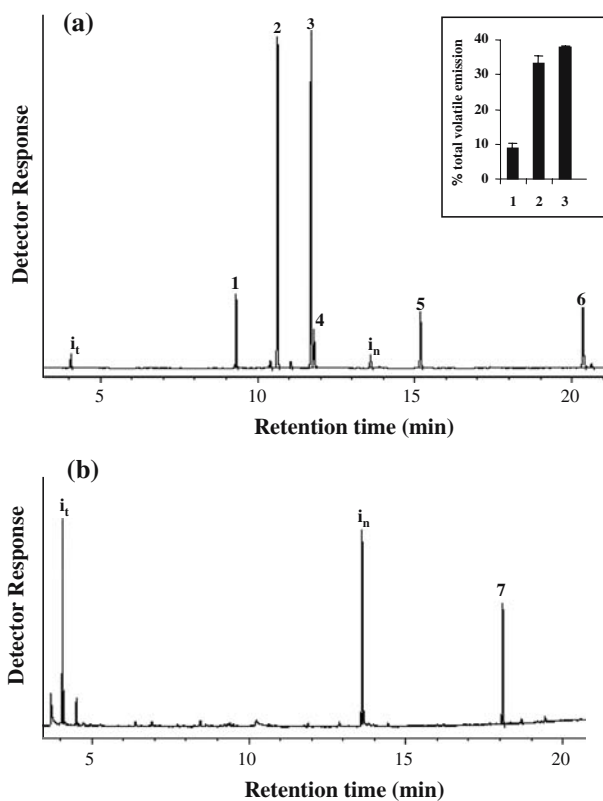 (a)
Detector Response
i_t
1
2
3
4
i_n
5
6
5 10 15 20
Retention time (min)
% total volatile emission
40
30
20
10
0
1 2 3
(b)
Detector Response
i_t
i_n
7
5 10 15 20
Retention time (min)